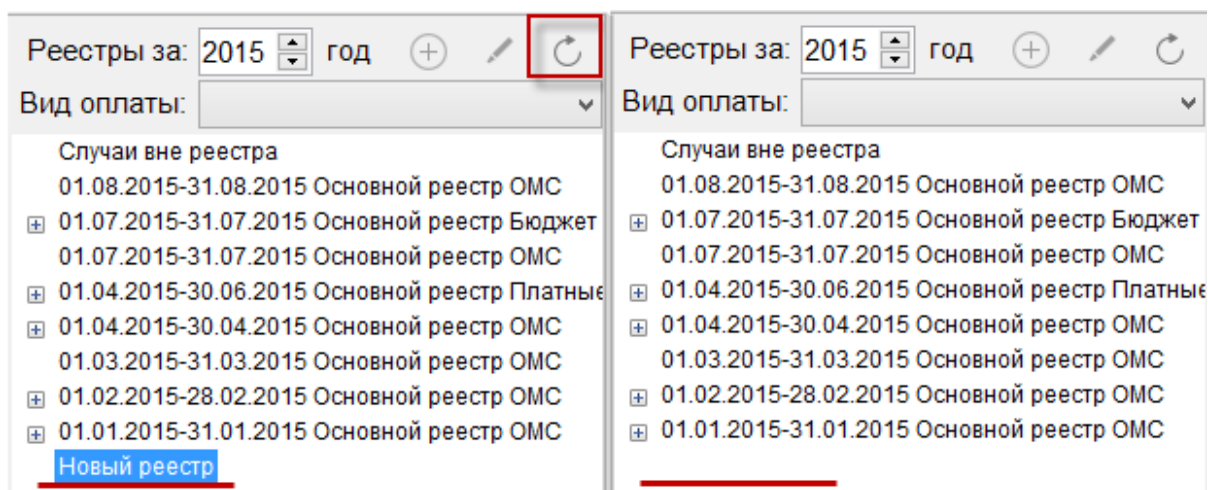 Реестры за: 2015 год
Вид оплаты:
Случаи вне реестра
01.08.2015-31.08.2015 Основной реестр ОМС
01.07.2015-31.07.2015 Основной реестр Бюджет
01.07.2015-31.07.2015 Основной реестр ОМС
01.04.2015-30.06.2015 Основной реестр Платные
01.04.2015-30.04.2015 Основной реестр ОМС
01.03.2015-31.03.2015 Основной реестр ОМС
01.02.2015-28.02.2015 Основной реестр ОМС
01.01.2015-31.01.2015 Основной реестр ОМС
Новый реестр
Реестры за: 2015 год
Вид оплаты:
Случаи вне реестра
01.08.2015-31.08.2015 Основной реестр ОМС
01.07.2015-31.07.2015 Основной реестр Бюджет
01.07.2015-31.07.2015 Основной реестр ОМС
01.04.2015-30.06.2015 Основной реестр Платные
01.04.2015-30.04.2015 Основной реестр ОМС
01.03.2015-31.03.2015 Основной реестр ОМС
01.02.2015-28.02.2015 Основной реестр ОМС
01.01.2015-31.01.2015 Основной реестр ОМС